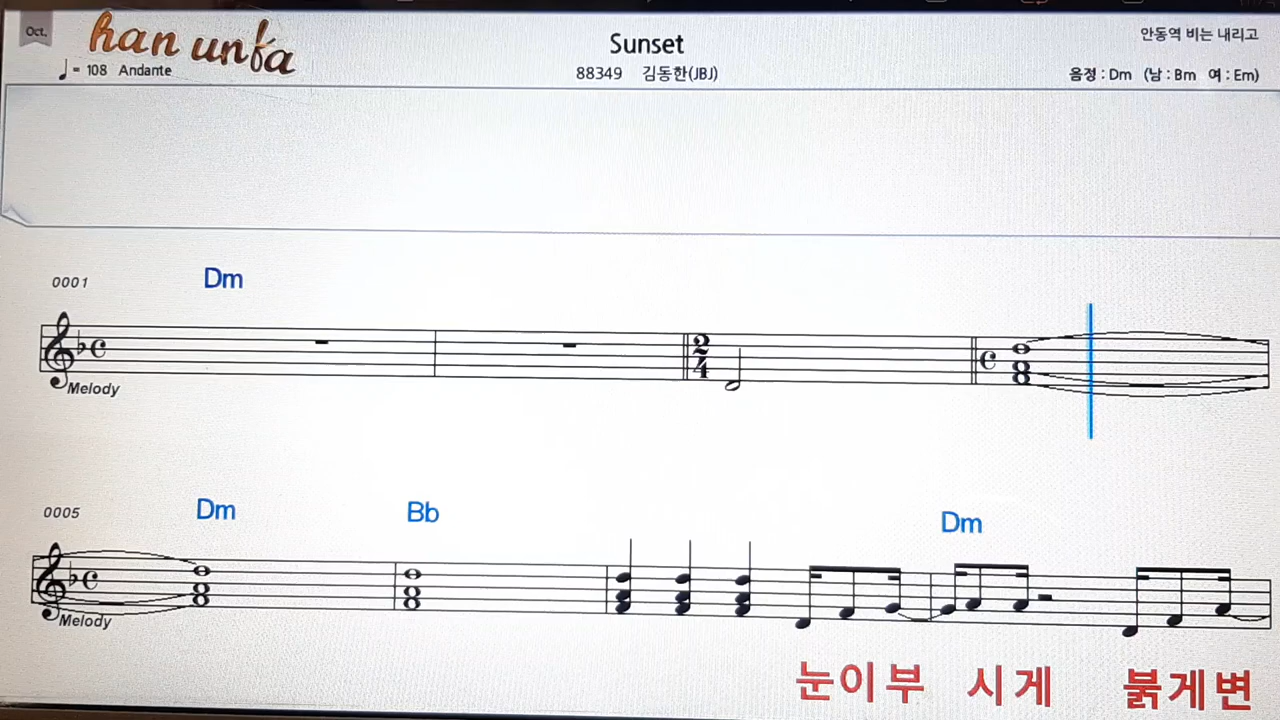 Oct.
han unfa
Sunset
안동역 비는 내리고
♩= 108 Andante
88349 김동한(JBJ)
음정 : Dm (남 : Bm 여 : Em)
0001 Dm
2
4
Melody
0005 Dm Bb Dm
Melody
눈이부 시게 붉게변